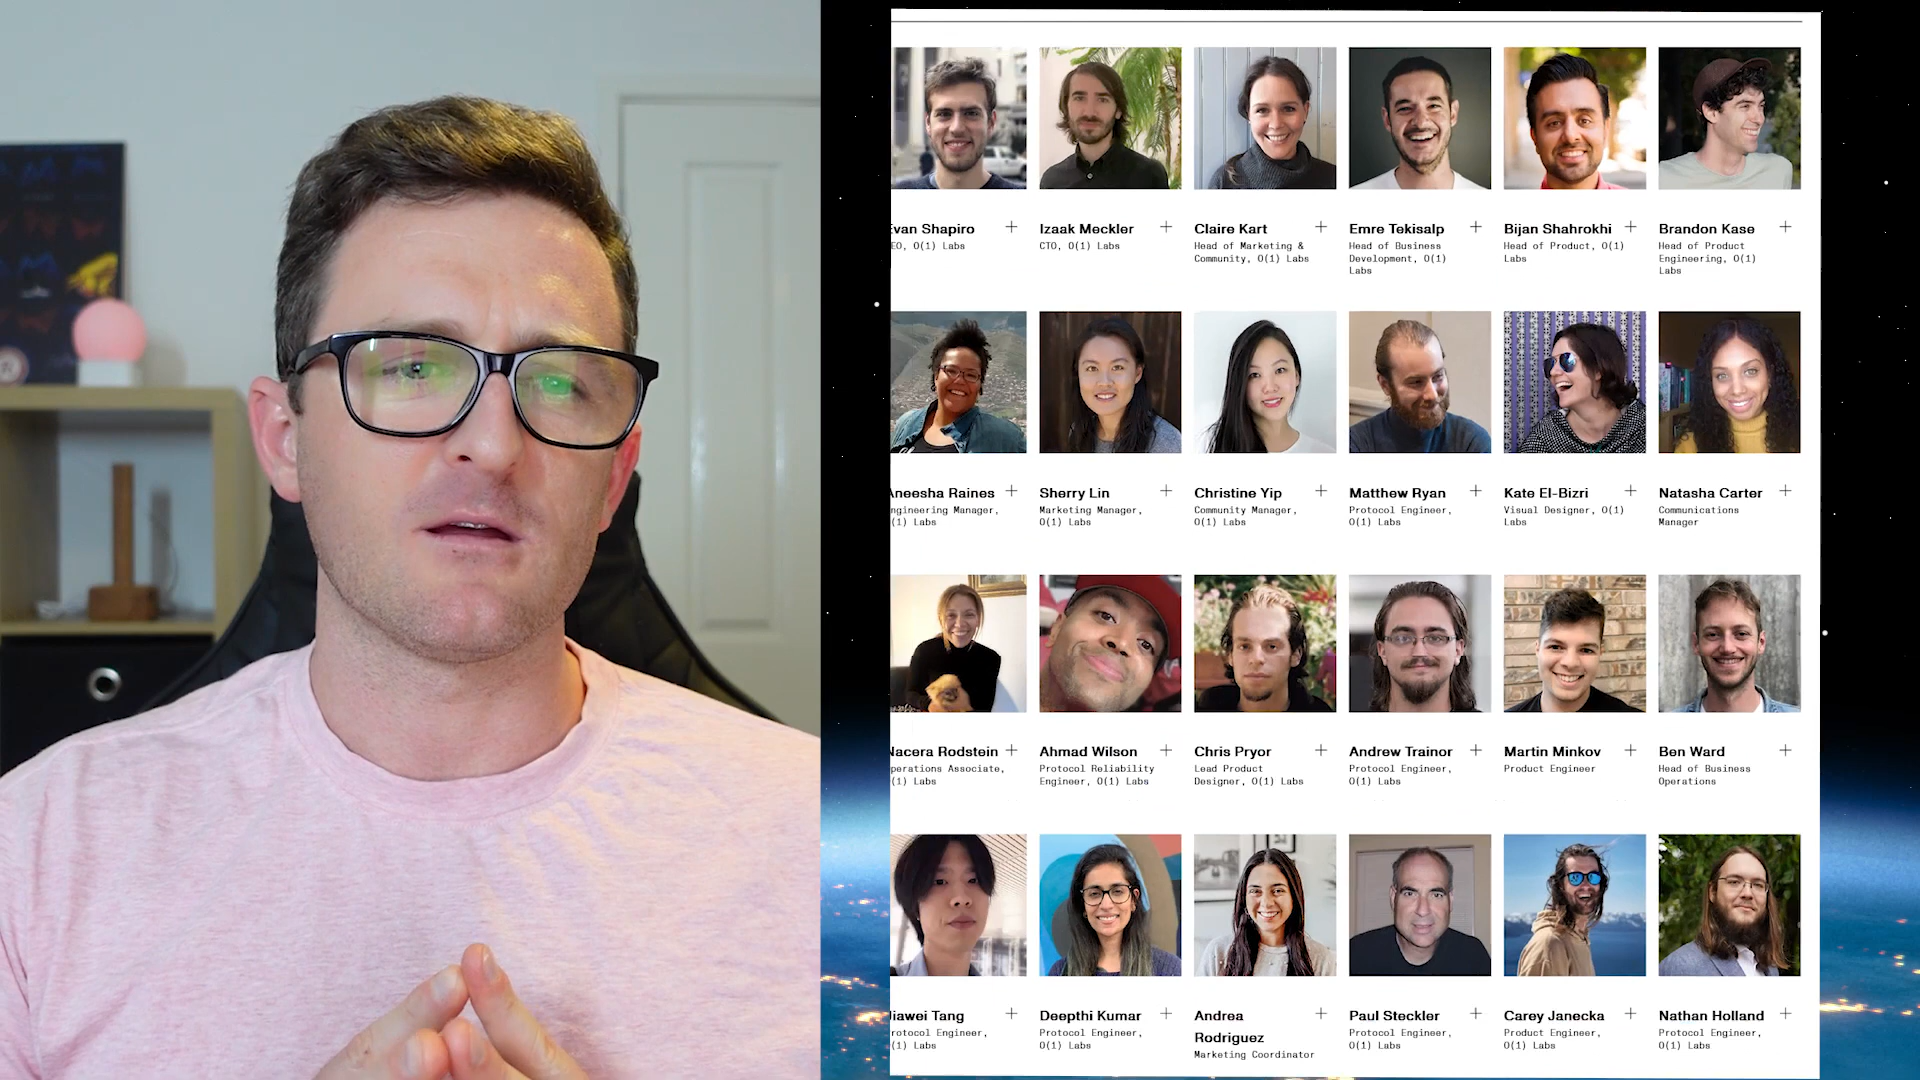 Evan Shapiro
EO, O(1) Labs
Izaak Meckler
CTO, O(1) Labs
Claire Kart
Head of Marketing &
Community, O(1) Labs
Emre Tekisalp
Head of Business
Development, O(1)
Labs
Bijan Shahrokhi
Head of Product, O(1)
Labs
Brandon Kase
Head of Product
Engineering, O(1)
Labs
Aneesha Raines
ngineering Manager,
(1) Labs
Sherry Lin
Marketing Manager,
O(1) Labs
Christine Yip
Community Manager,
O(1) Labs
Matthew Ryan
Protocol Engineer,
O(1) Labs
Kate El-Bizri
Visual Designer, O(1)
Labs
Natasha Carter
Communications
Manager
Nacera Rodstein
perations Associate,
(1) Labs
Ahmad Wilson
Protocol Reliability
Engineer, O(1) Labs
Chris Pryor
Lead Product
Designer, O(1) Labs
Andrew Trainor
Protocol Engineer,
O(1) Labs
Martin Minkov
Product Engineer
Ben Ward
Head of Business
Operations
Jiawei Tang
rotocol Engineer,
(1) Labs
Deepthi Kumar
Protocol Engineer,
O(1) Labs
Andrea
Rodriguez
Marketing Coordinator
Paul Steckler
Protocol Engineer,
O(1) Labs
Carey Janecka
Product Engineer,
O(1) Labs
Nathan Holland
Protocol Engineer,
O(1) Labs